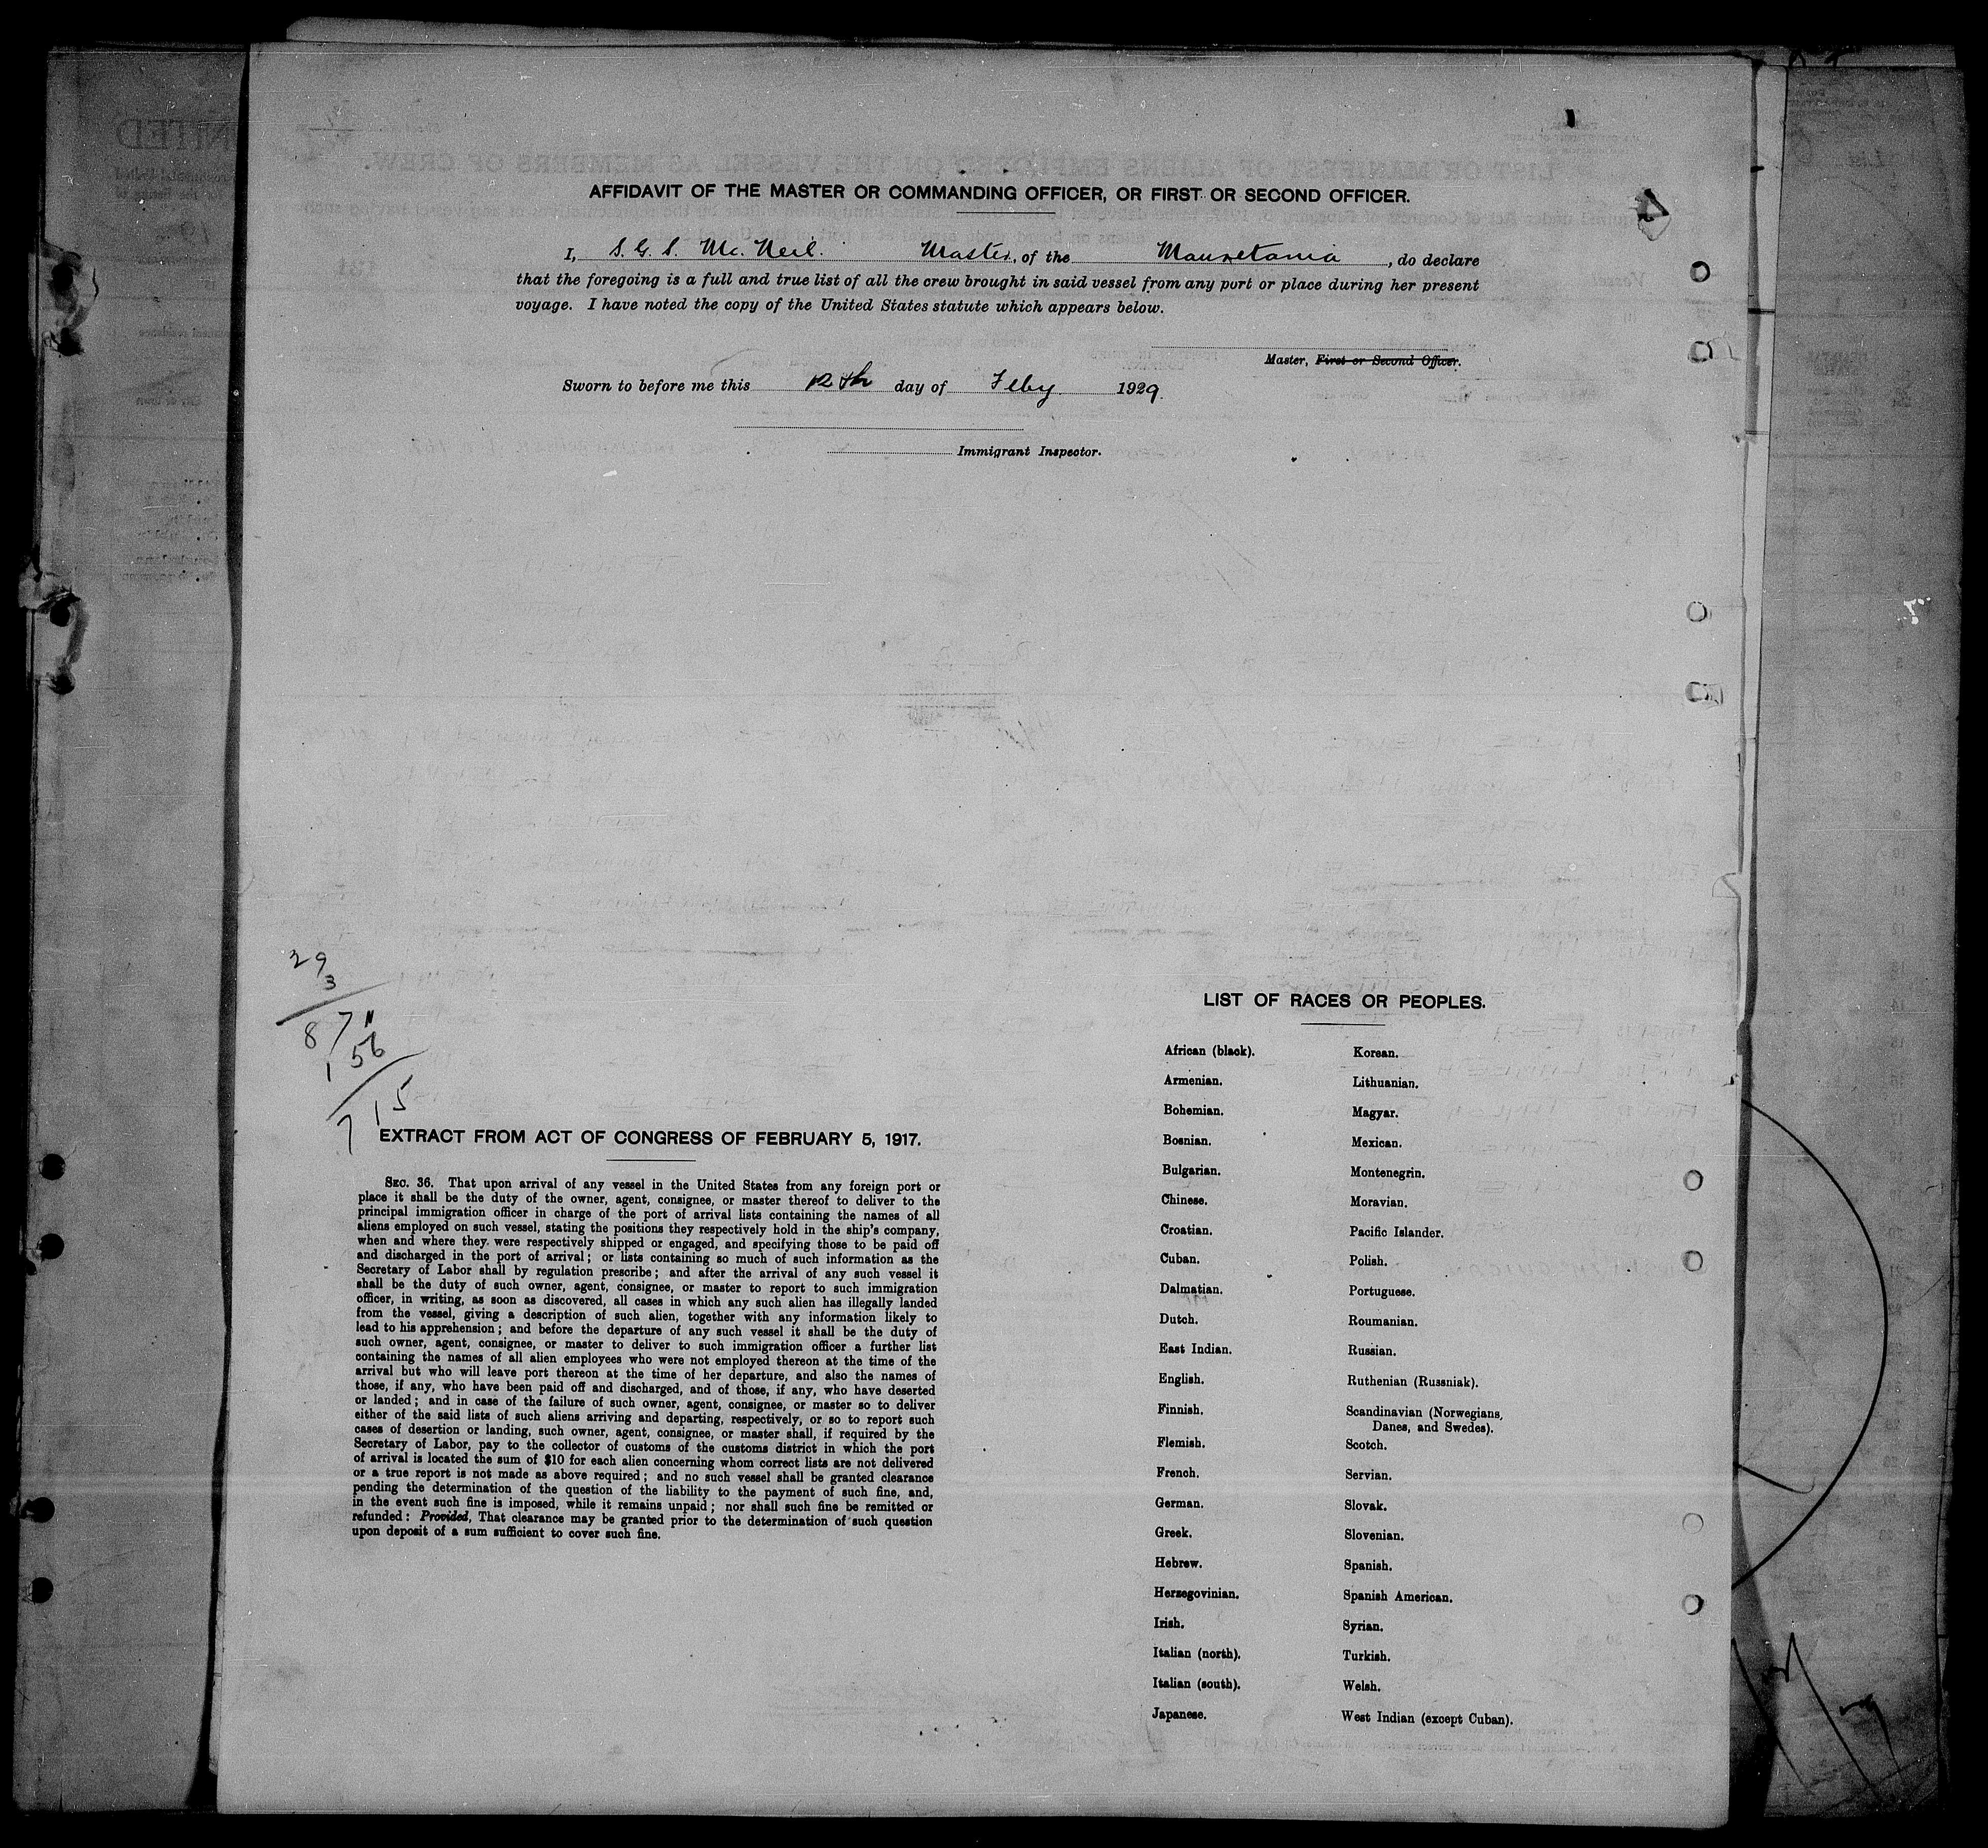 AFFIDAVIT OF THE MASTER OR COMMANDING OFFICER, OR FIRST OR SECOND OFFICER.
I, S. G. S. Mc. Neil. Master, of the Mauretania, do declare
that the foregoing is a full and true list of all the crew brought in said vessel from any port or place during her present
voyage. I have noted the copy of the United States statute which appears below.
Master, First or Second Officer.
Sworn to before me this 12th day of Feby 1929.
Immigrant Inspector.
29
3
87
156
715
EXTRACT FROM ACT OF CONGRESS OF FEBRUARY 5, 1917.
SEC. 36. That upon arrival of any vessel in the United States from any foreign port or
place it shall be the duty of the owner, agent, consignee, or master thereof to deliver to the
principal immigration officer in charge of the port of arrival lists containing the names of all
aliens employed on such vessel, stating the positions they respectively hold in the ship's company,
when and where they were respectively shipped or engaged, and specifying those to be paid off
and discharged in the port of arrival; or lists containing so much of such information as the
Secretary of Labor shall by regulation prescribe; and after the arrival of any such vessel it
shall be the duty of such owner, agent, consignee, or master to report to such immigration
officer, in writing, as soon as discovered, all cases in which any such alien has illegally landed
from the vessel, giving a description of such alien, together with any information likely to
lead to his apprehension; and before the departure of any such vessel it shall be the duty of
such owner, agent, consignee, or master to deliver to such immigration officer a further list
containing the names of all alien employees who were not employed thereon at the time of the
arrival but who will leave port thereon at the time of her departure, and also the names of
those, if any, who have been paid off and discharged, and of those, if any, who have deserted
or landed; and in case of the failure of such owner, agent, consignee, or master so to deliver
either of the said lists of such aliens arriving and departing, respectively, or so to report such
cases of desertion or landing, such owner, agent, consignee, or master shall, if required by the
Secretary of Labor, pay to the collector of customs of the customs district in which the port
of arrival is located the sum of $10 for each alien concerning whom correct lists are not delivered
or a true report is not made as above required; and no such vessel shall be granted clearance
pending the determination of the question of the liability to the payment of such fine, and,
in the event such fine is imposed, while it remains unpaid; nor shall such fine be remitted or
refunded: Provided, That clearance may be granted prior to the determination of such question
upon deposit of a sum sufficient to cover such fine.
LIST OF RACES OR PEOPLES.
African (black).
Armenian.
Bohemian.
Bosnian.
Bulgarian.
Chinese.
Croatian.
Cuban.
Dalmatian.
Dutch.
East Indian.
English.
Finnish.
Flemish.
French.
German.
Greek.
Hebrew.
Herzegovinian.
Irish.
Italian (north).
Italian (south).
Japanese.
Korean.
Lithuanian.
Magyar.
Mexican.
Montenegrin.
Moravian.
Pacific Islander.
Polish.
Portuguese.
Roumanian.
Russian.
Ruthenian (Russniak).
Scandinavian (Norwegians,
Danes, and Swedes).
Scotch.
Servian.
Slovak.
Slovenian.
Spanish.
Spanish American.
Syrian.
Turkish.
Welsh.
West Indian (except Cuban).